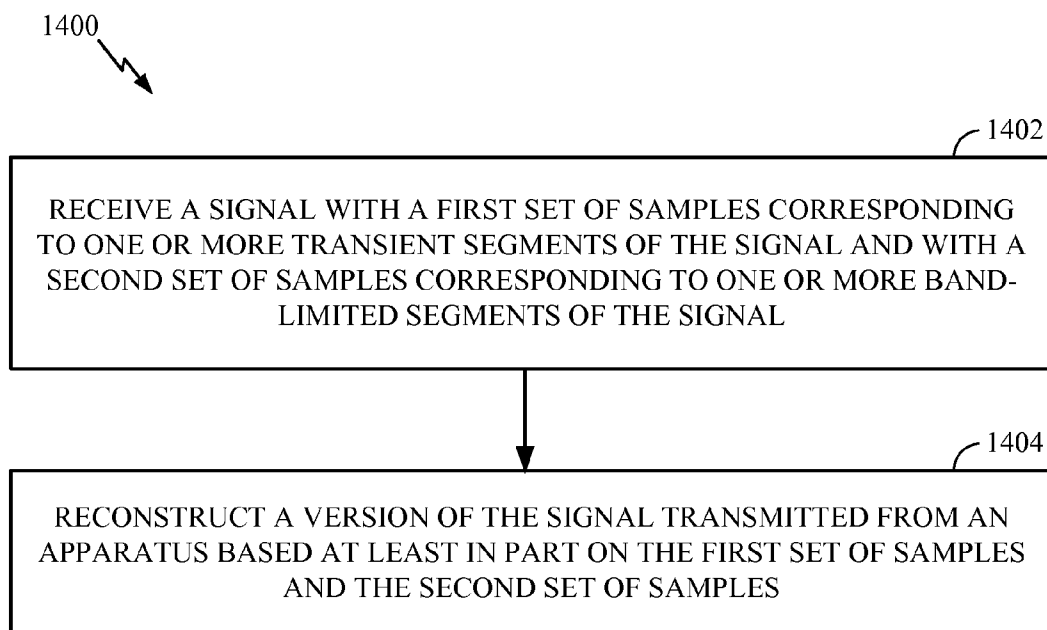 1400
1402
RECEIVE A SIGNAL WITH A FIRST SET OF SAMPLES CORRESPONDING
TO ONE OR MORE TRANSIENT SEGMENTS OF THE SIGNAL AND WITH A
SECOND SET OF SAMPLES CORRESPONDING TO ONE OR MORE BAND-
LIMITED SEGMENTS OF THE SIGNAL
1404
RECONSTRUCT A VERSION OF THE SIGNAL TRANSMITTED FROM AN
APPARATUS BASED AT LEAST IN PART ON THE FIRST SET OF SAMPLES
AND THE SECOND SET OF SAMPLES